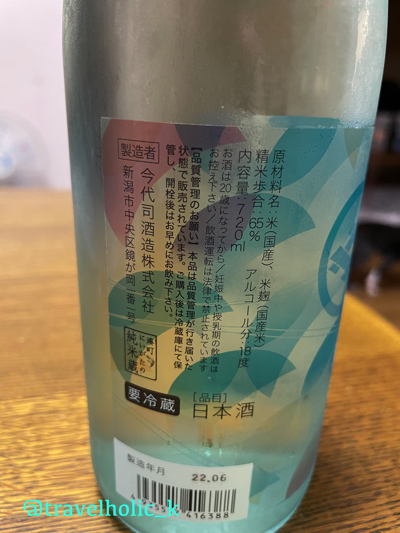 原材料名：米（国産）、米麹（国産米）
精米歩合：65％　アルコール分：18度
内容量：720ml
お酒は20歳になってから／妊娠中や授乳期の飲酒は
お控え下さい／飲酒運転は法律で禁止されています
【品質管理のお願い】本品は品質管理が行き届いた
状態で販売されています。ご購入後は冷蔵庫にて保
管し、開栓後はお早めにお飲み下さい。
製造者　今代司酒造株式会社
新潟市中央区鏡が岡一番一号
純米蔵
要冷蔵
［品目］
日本酒
製造年月　22.06
416388
@travelholic_k